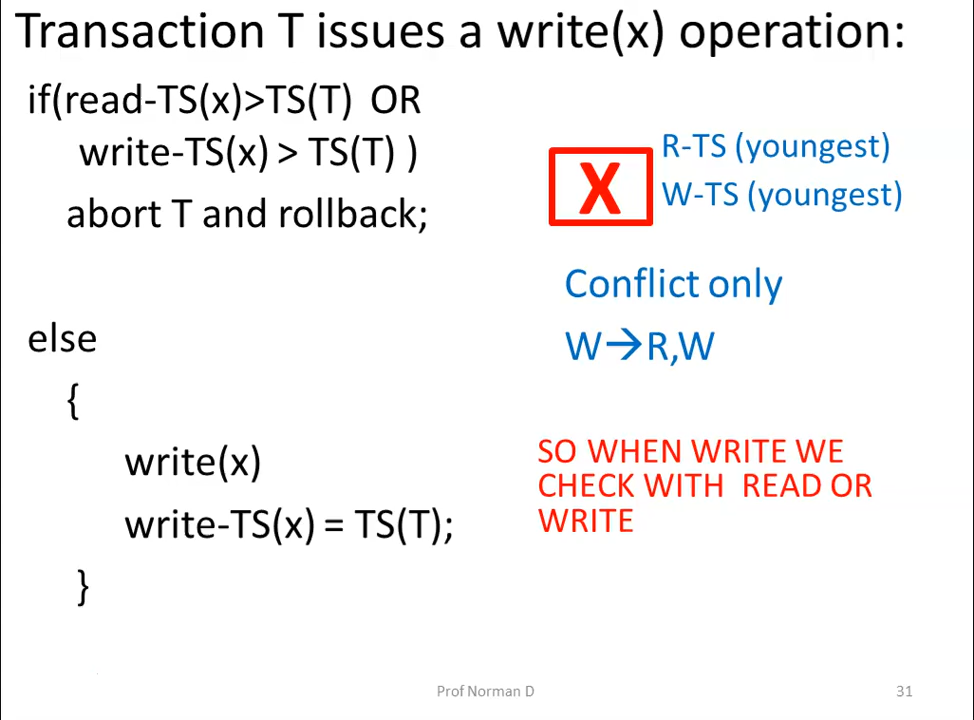 Transaction T issues a write(x) operation:
if(read-TS(x)>TS(T) OR
write-TS(x) > TS(T) )
abort T and rollback;
else
{
write(x)
write-TS(x) = TS(T);
}
X
R-TS (youngest)
W-TS (youngest)
Conflict only
W→R,W
SO WHEN WRITE WE
CHECK WITH READ OR
WRITE
Prof Norman D
31